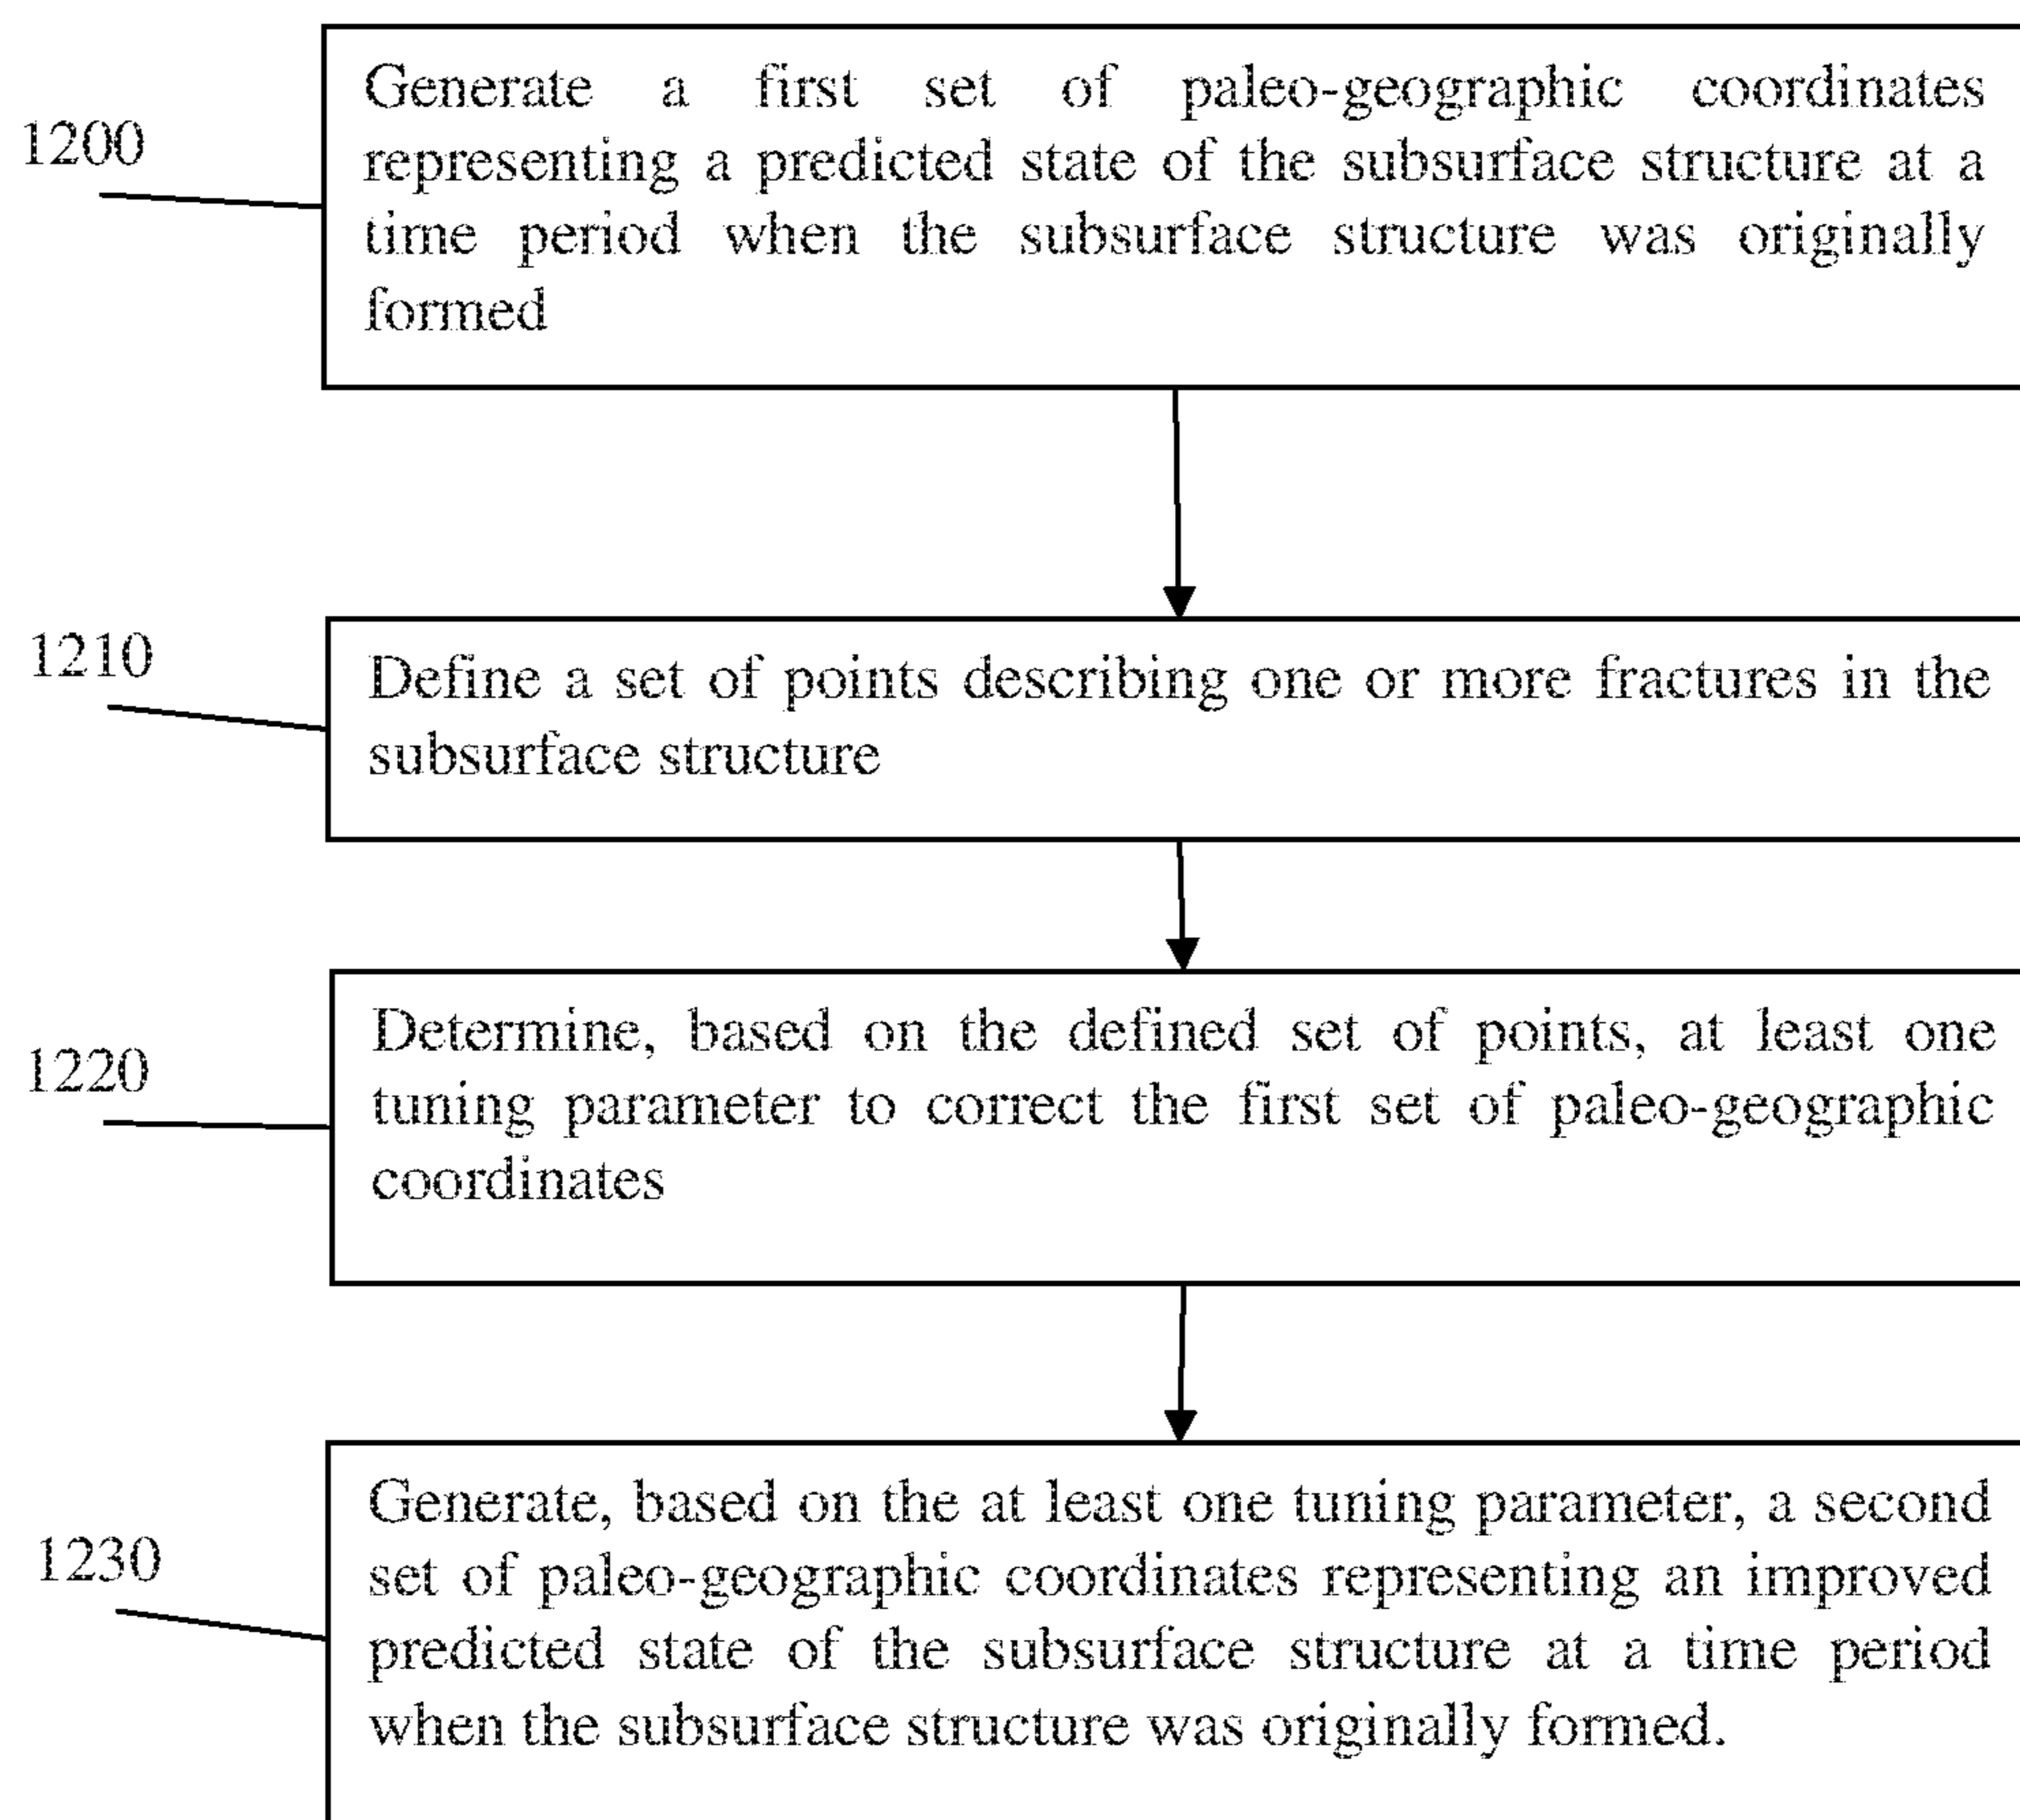 1200
Generate a first set of paleo-geographic coordinates
representing a predicted state of the subsurface structure at a
time period when the subsurface structure was originally
formed
1210
Define a set of points describing one or more fractures in the
subsurface structure
1220
Determine, based on the defined set of points, at least one
tuning parameter to correct the first set of paleo-geographic
coordinates
1230
Generate, based on the at least one tuning parameter, a second
set of paleo-geographic coordinates representing an improved
predicted state of the subsurface structure at a time period
when the subsurface structure was originally formed.